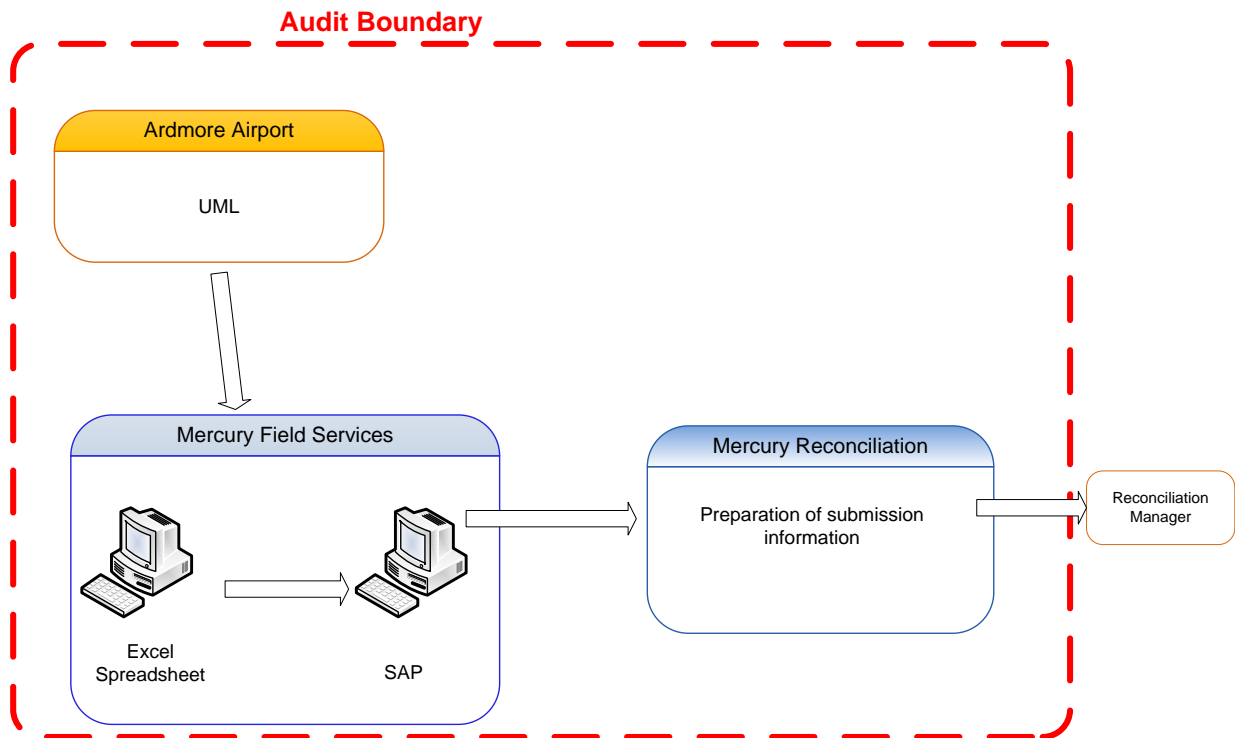 Audit Boundary
Ardmore Airport
UML
Mercury Field Services
Excel
Spreadsheet
SAP
Mercury Reconciliation
Preparation of submission
information
Reconciliation
Manager